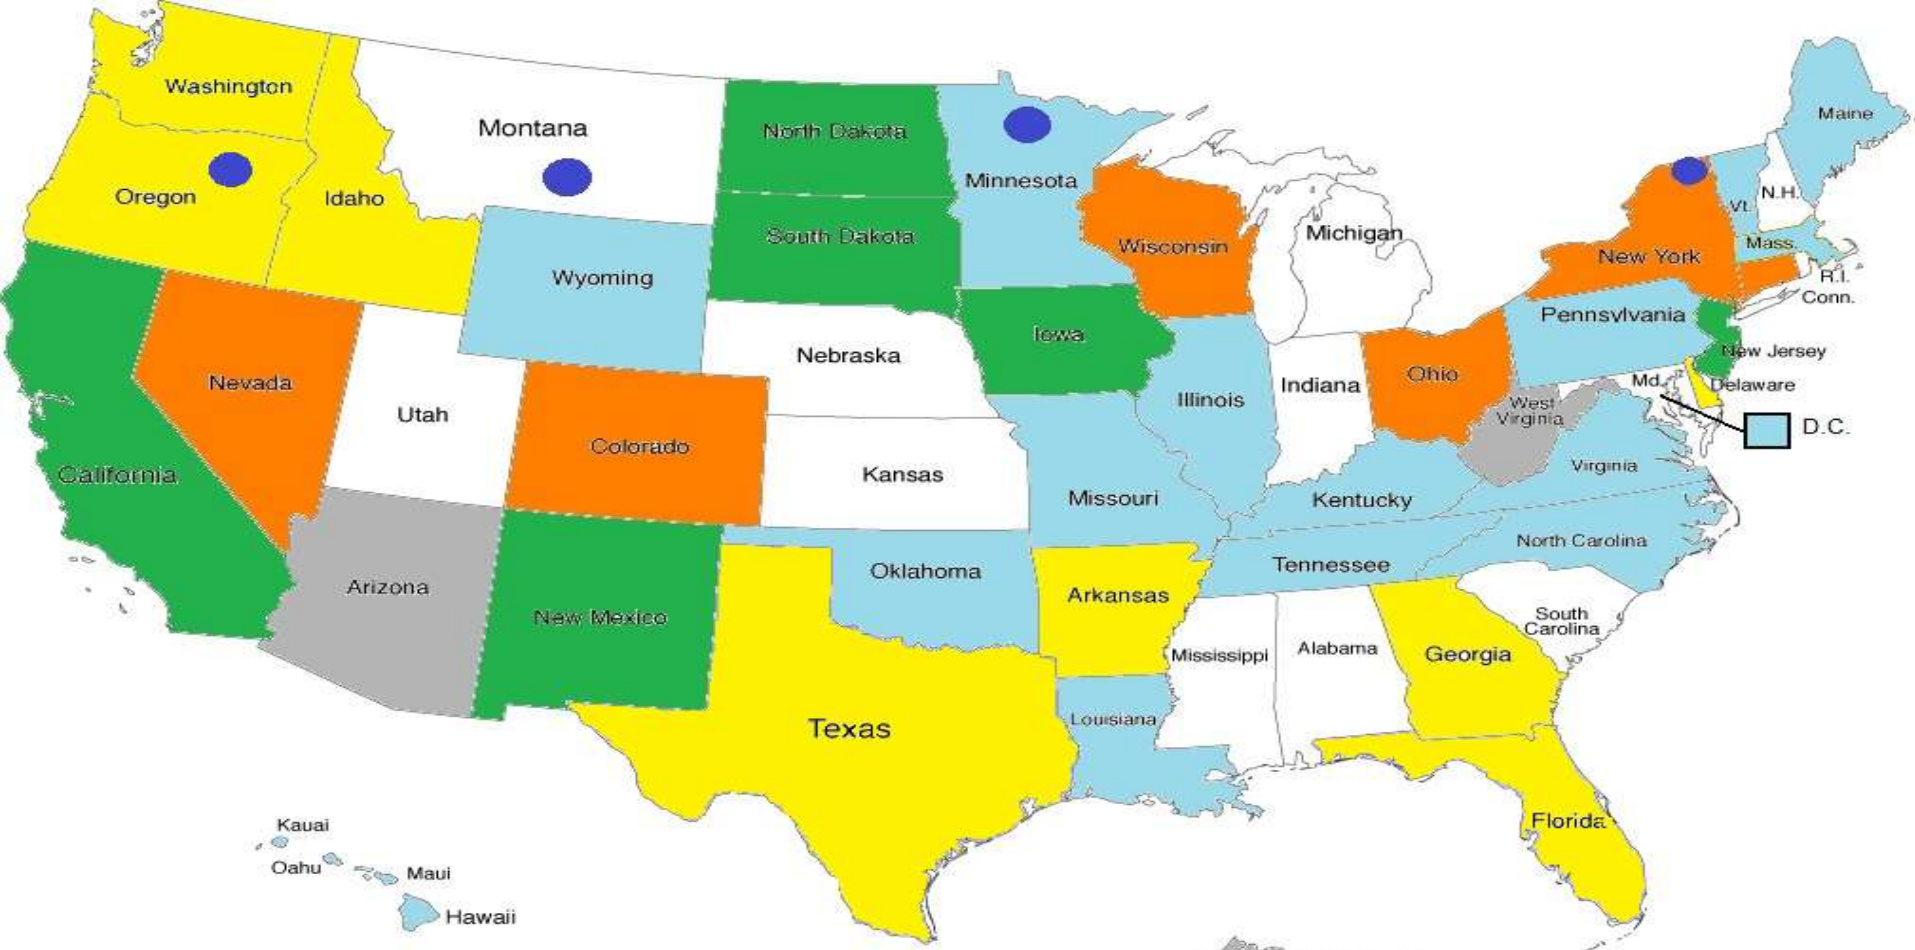 Washington
Montana
North Dakota
Minnesota
Maine
Oregon
Idaho
South Dakota
Wisconsin
Michigan
Vt.
N.H.
New York
Mass.
R.I.
Conn.
Wyoming
Nebraska
Iowa
Pennsylvania
New Jersey
Nevada
Utah
Colorado
Kansas
Illinois
Indiana
Ohio
West
Virginia
Md.
Delaware
D.C.
California
Missouri
Kentucky
Virginia
Arizona
New Mexico
Oklahoma
Arkansas
Tennessee
North Carolina
South
Carolina
Mississippi
Alabama
Georgia
Texas
Louisiana
Florida
Kauai
Oahu
Maui
Hawaii